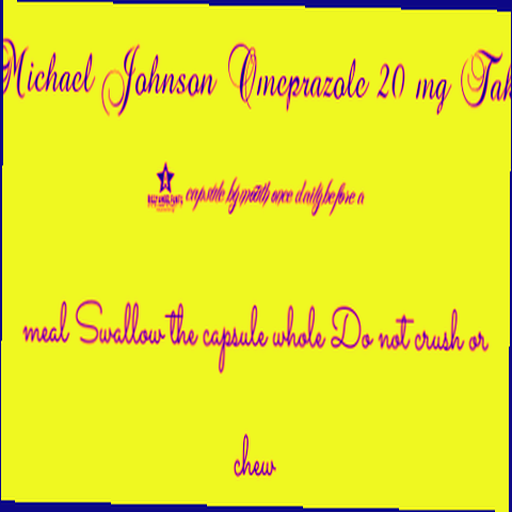 Michael Johnson Omeprazole 20 mg Tak
capsule by mouth once daily before a
meal Swallow the capsule whole Do not crush or
chew